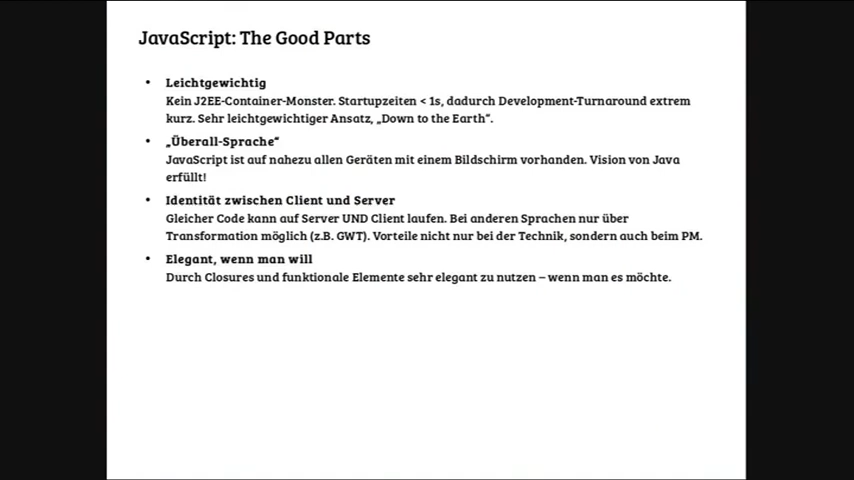 JavaScript: The Good Parts
• Leichtgewichtig
Kein J2EE-Container-Monster. Startupzeiten < 1s, dadurch Development-Turnaround extrem
kurz. Sehr leichtgewichtiger Ansatz, „Down to the Earth“.
• „Überall-Sprache“
JavaScript ist auf nahezu allen Geräten mit einem Bildschirm vorhanden. Vision von Java
erfüllt!
• Identität zwischen Client und Server
Gleicher Code kann auf Server UND Client laufen. Bei anderen Sprachen nur über
Transformation möglich (z.B. GWT). Vorteile nicht nur bei der Technik, sondern auch beim PM.
• Elegant, wenn man will
Durch Closures und funktionale Elemente sehr elegant zu nutzen – wenn man es möchte.